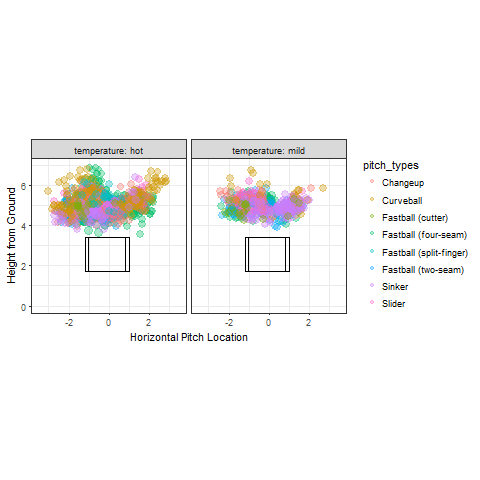 temperature: hot
temperature: mild
Height from Ground
6
4
2
0
-2
0
2
-2
0
2
Horizontal Pitch Location
pitch_types
Changeup
Curveball
Fastball (cutter)
Fastball (four-seam)
Fastball (split-finger)
Fastball (two-seam)
Sinker
Slider